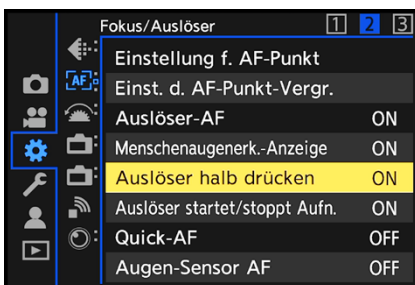 Fokus/Auslöser 1 2 3
Einstellung f. AF-Punkt
AF
Einst. d. AF-Punkt-Vergr.
Auslöser-AF ON
Menschenaugenerk.-Anzeige ON
Auslöser halb drücken ON
Auslöser startet/stoppt Aufn. ON
Quick-AF OFF
Augen-Sensor AF OFF